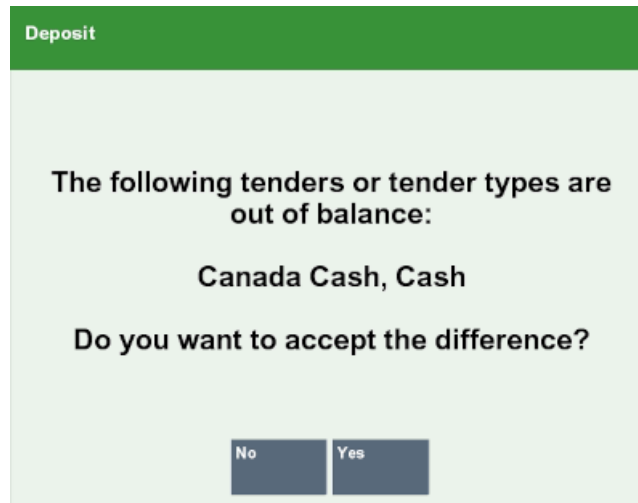 Deposit
The following tenders or tender types are
out of balance:
Canada Cash, Cash
Do you want to accept the difference?
No
Yes